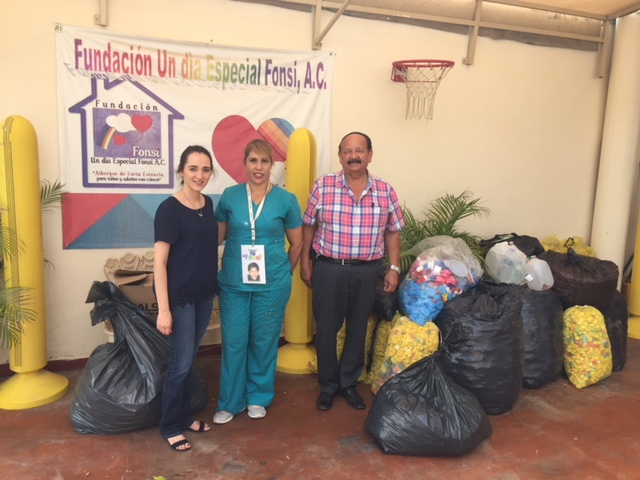 Fundación Un dìa Especial Fonsi, A.C.
Fundación
Fonsi
Un día Especial Fonsi A.C.
"Albergue de Corta Estancia,
para niños y adultos con cáncer"